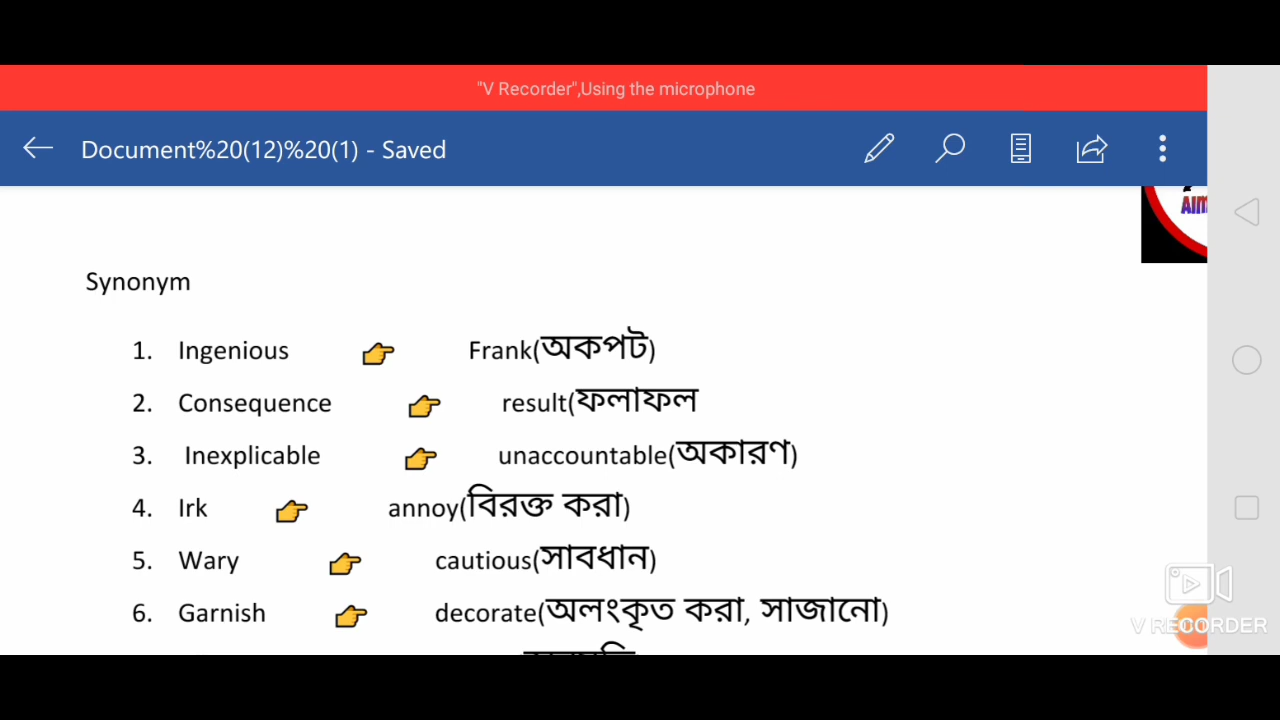 "V Recorder",Using the microphone
Document%20(12)%20(1) - Saved
AIM
Synonym
1. Ingenious 👉 Frank(অকপট)
2. Consequence 👉 result(ফলাফল
3. Inexplicable 👉 unaccountable(অকারণ)
4. Irk 👉 annoy(বিরক্ত করা)
5. Wary 👉 cautious(সাবধান)
6. Garnish 👉 decorate(অলংকৃত করা, সাজানো)
V RECORDER